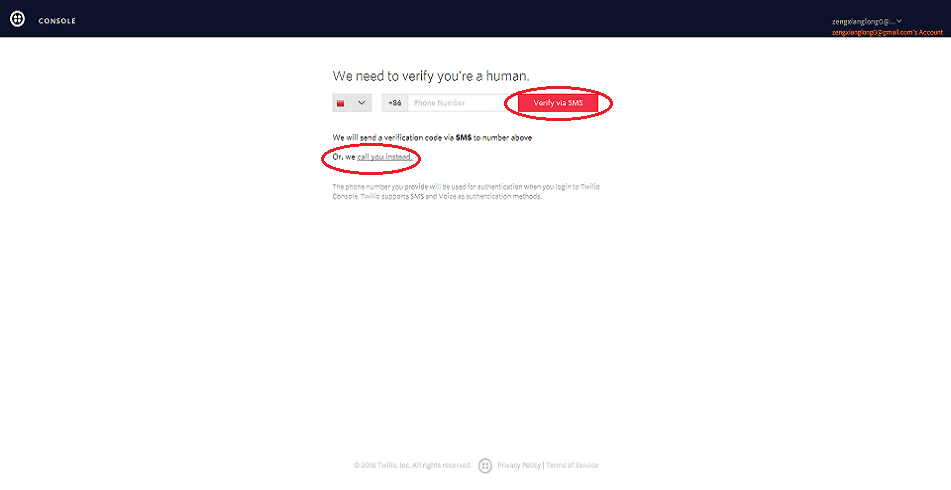 CONSOLE
zengxianglong0@...
zengxianglong0@gmail.com's Account
We need to verify you're a human.
+86 Phone Number Verify via SMS
We will send a verification code via SMS to number above
Or, we call you instead.
The phone number you provide will be used for authentication when you login to Twilio
Console. Twilio supports SMS and Voice as authentication methods.
© 2016 Twilio, Inc. All rights reserved. Privacy Policy | Terms of Service